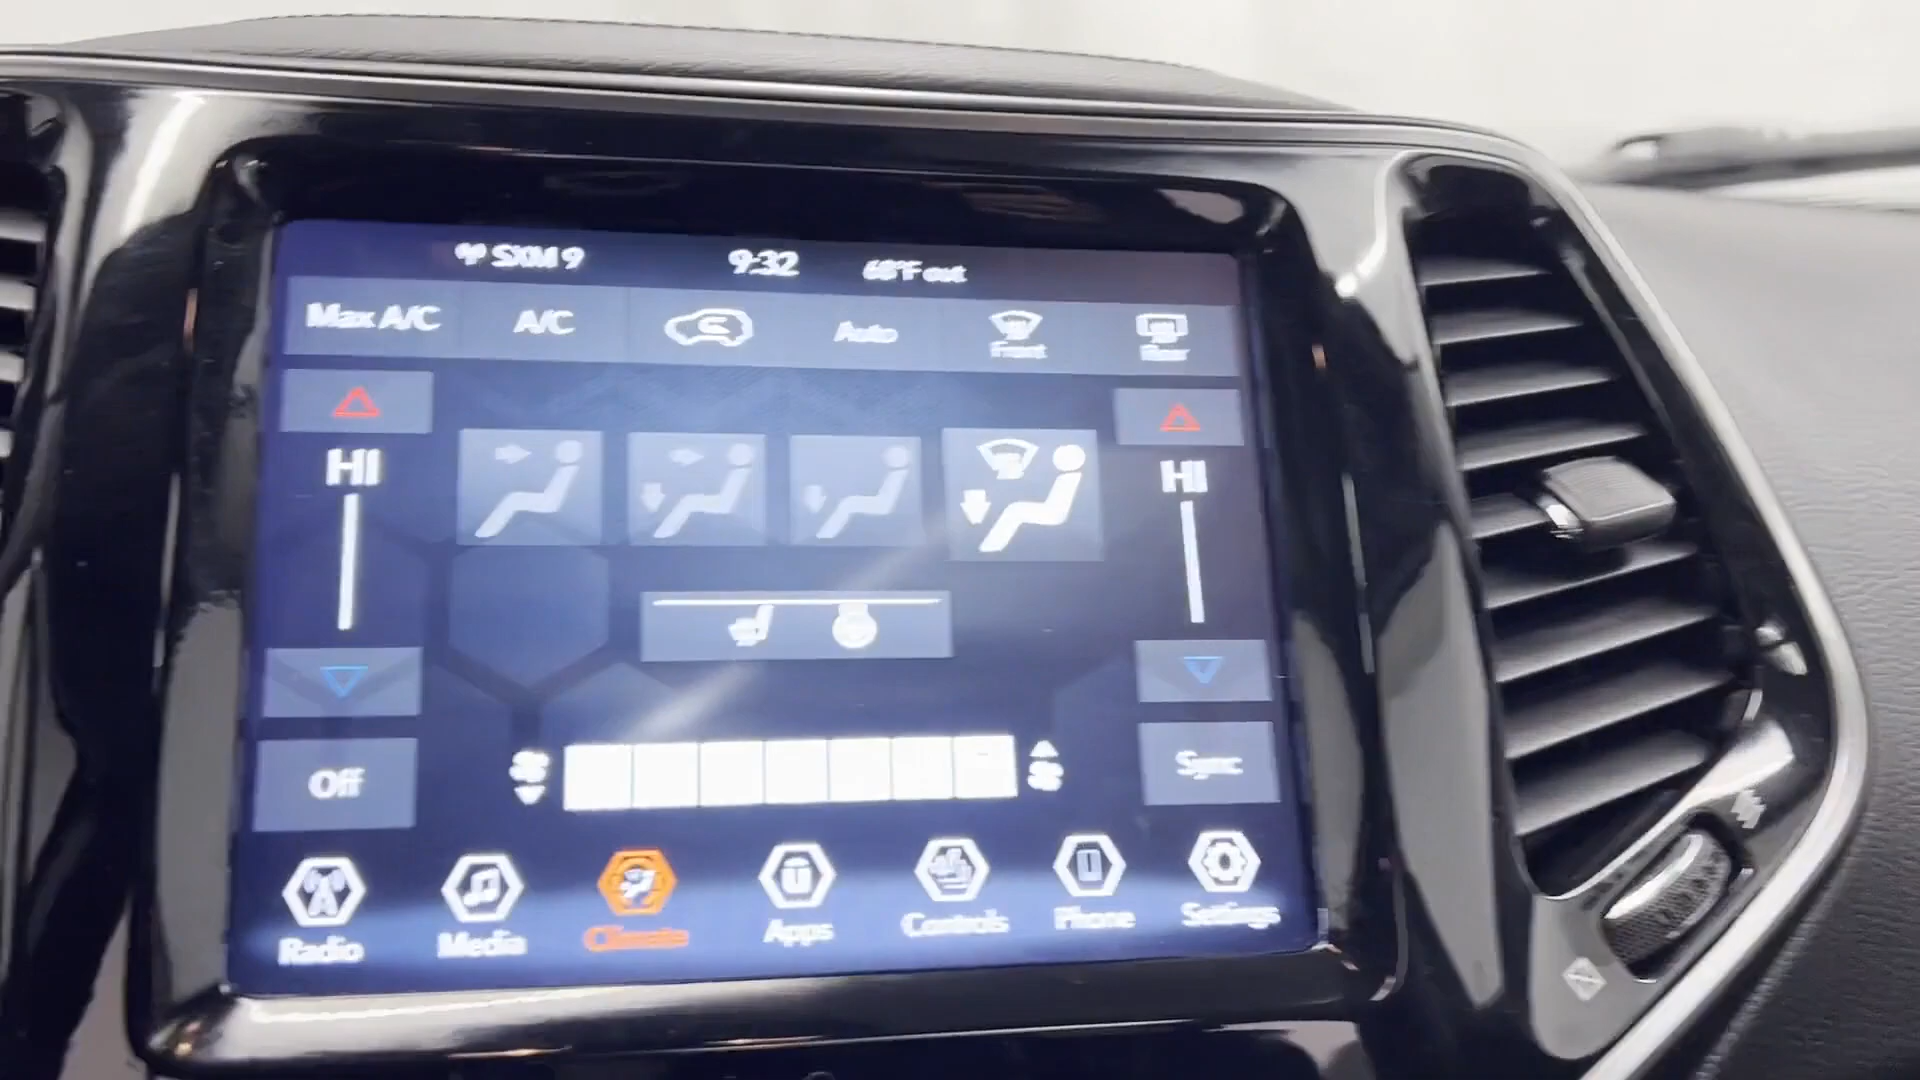 SXM 9 9:32 68°F out
Max A/C A/C Auto Front Rear
HI HI
Off Sync
Radio Media Climate Apps Controls Phone Settings